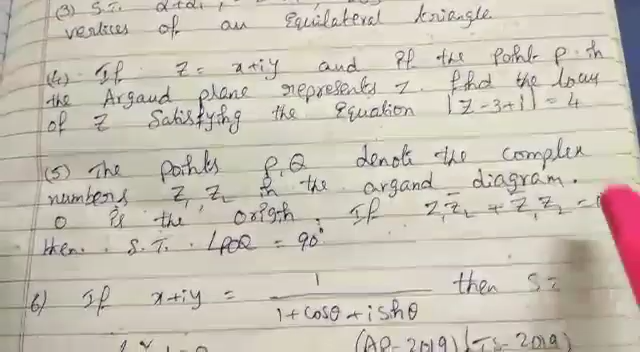 (3) S.T.
vertices of an Equilateral triangle
(4) If z = x+iy and if the point P in
the Argand plane represents z. find the locus
of z satisfying the Equation |z-3+i| = 4
(5) The points P, Q denote the complex
numbers z₁ z₂ in the argand diagram.
O is the origin. If z₁z̄₂ + z̄₁z₂ = 0
then S.T. ∠POQ = 90°
6) If x+iy = 1/(1+cosθ+isinθ) then S.T
(AP-2019) (TS-2019)